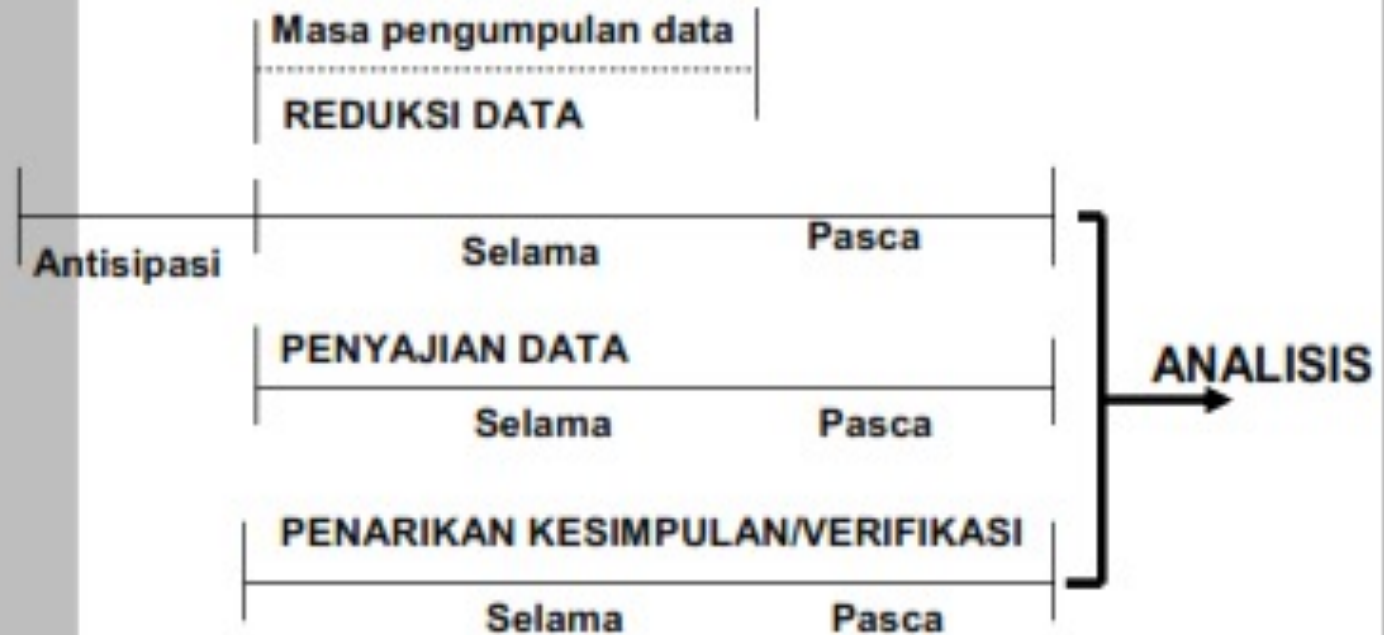 Masa pengumpulan data
REDUKSI DATA
Antisipasi Selama Pasca
PENYAJIAN DATA
Selama Pasca
ANALISIS
PENARIKAN KESIMPULAN/VERIFIKASI
Selama Pasca